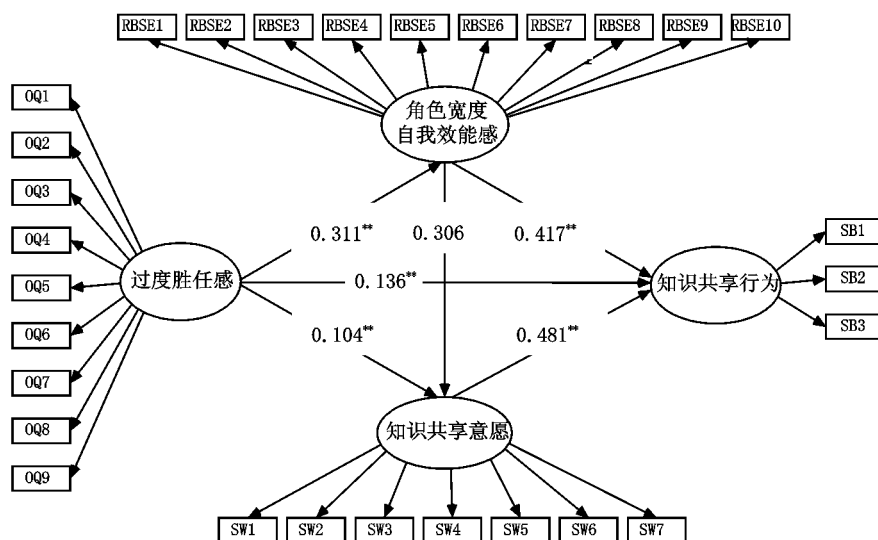 RBSE1 RBSE2 RBSE3 RBSE4 RBSE5 RBSE6 RBSE7 RBSE8 RBSE9 RBSE10
角色宽度
自我效能感
OQ1
OQ2
OQ3
OQ4
OQ5
OQ6
OQ7
OQ8
OQ9
过度胜任感
0.311**
0.306
0.417**
0.136**
0.104**
0.481**
知识共享行为
SB1
SB2
SB3
知识共享意愿
SW1 SW2 SW3 SW4 SW5 SW6 SW7